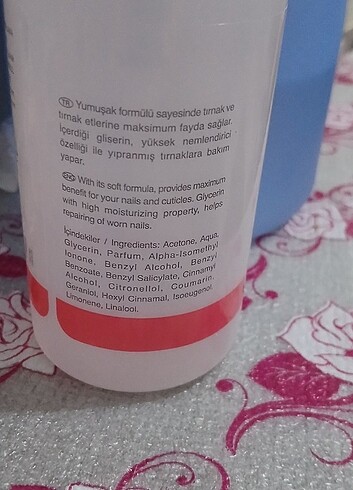 TR Yumuşak formülü sayesinde tırnak ve
tırnak etlerine maksimum fayda sağlar.
İçerdiği gliserin, yüksek nemlendirici
özelliği ile yıpranmış tırnaklara bakım
yapar.
With its soft formula, provides maximum
benefit for your nails and cuticles. Glycerin
with high moisturizing property, helps
repairing of worn nails.
İçindekiler / Ingredients: Acetone, Aqua,
Glycerin, Parfum, Alpha-Isomethyl
Ionone, Benzyl Alcohol, Benzyl
Benzoate, Benzyl Salicylate, Cinnamyl
Alcohol, Citronellol, Coumarin,
Geraniol, Hexyl Cinnamal, Isoeugenol,
Limonene, Linalool.